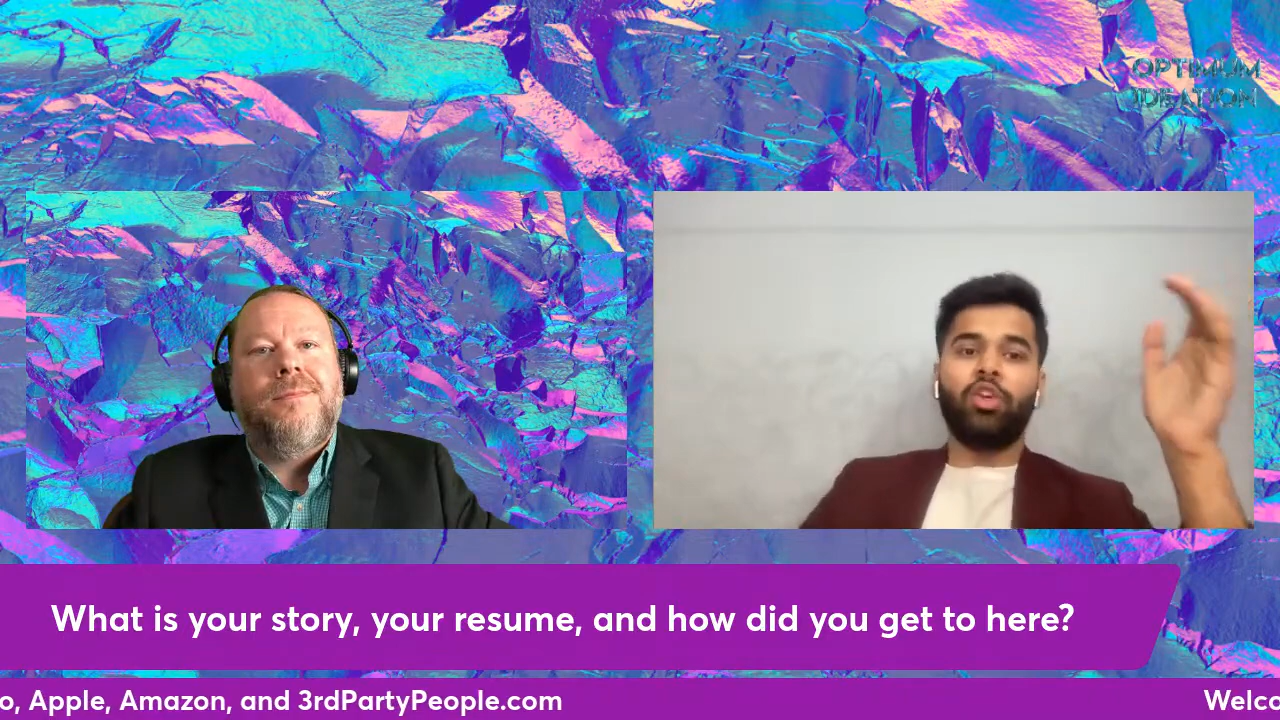 OPTIMUM
IDEATION
What is your story, your resume, and how did you get to here?
o, Apple, Amazon, and 3rdPartyPeople.com
Welco